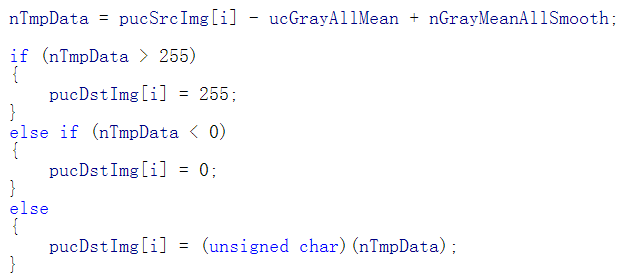 nTmpData = pucSrcImg[i] - ucGrayAllMean + nGrayMeanAllSmooth;
if (nTmpData > 255)
{
    pucDstImg[i] = 255;
}
else if (nTmpData < 0)
{
    pucDstImg[i] = 0;
}
else
{
    pucDstImg[i] = (unsigned char)(nTmpData);
}